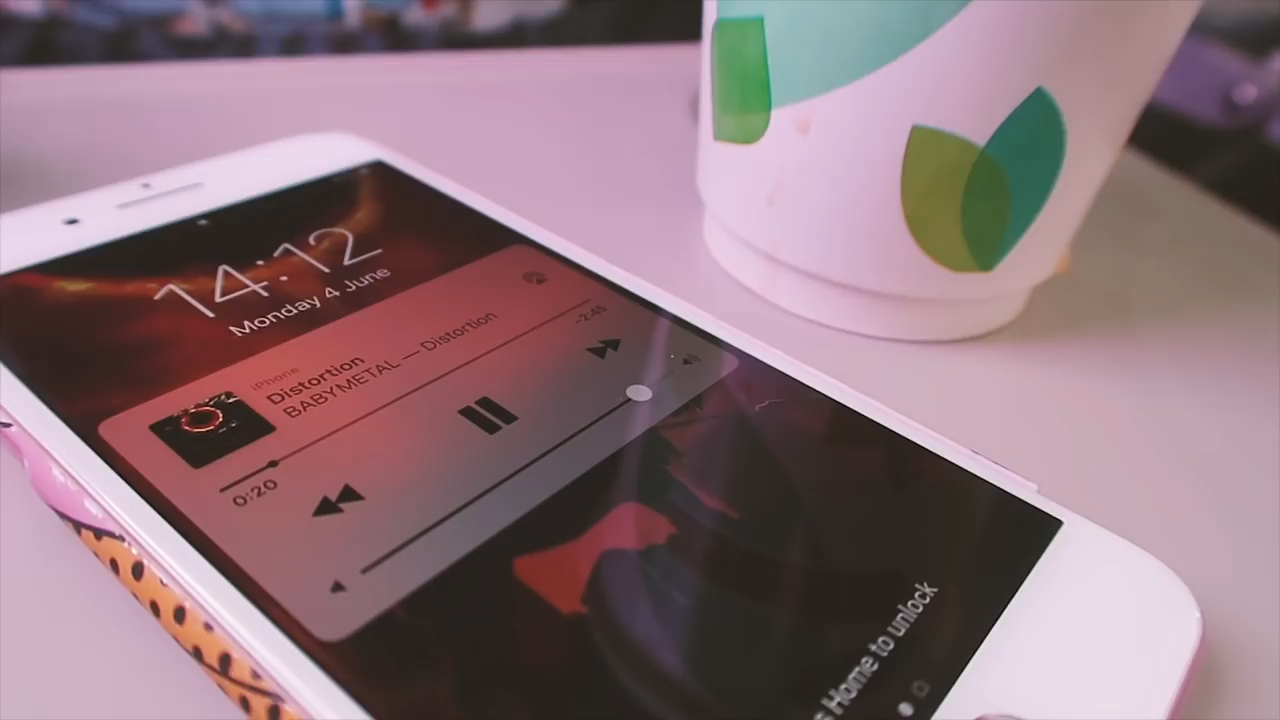 14:12
Monday 4 June
iPhone
Distortion
BABYMETAL — Distortion
0:20
-2:45
Home to unlock